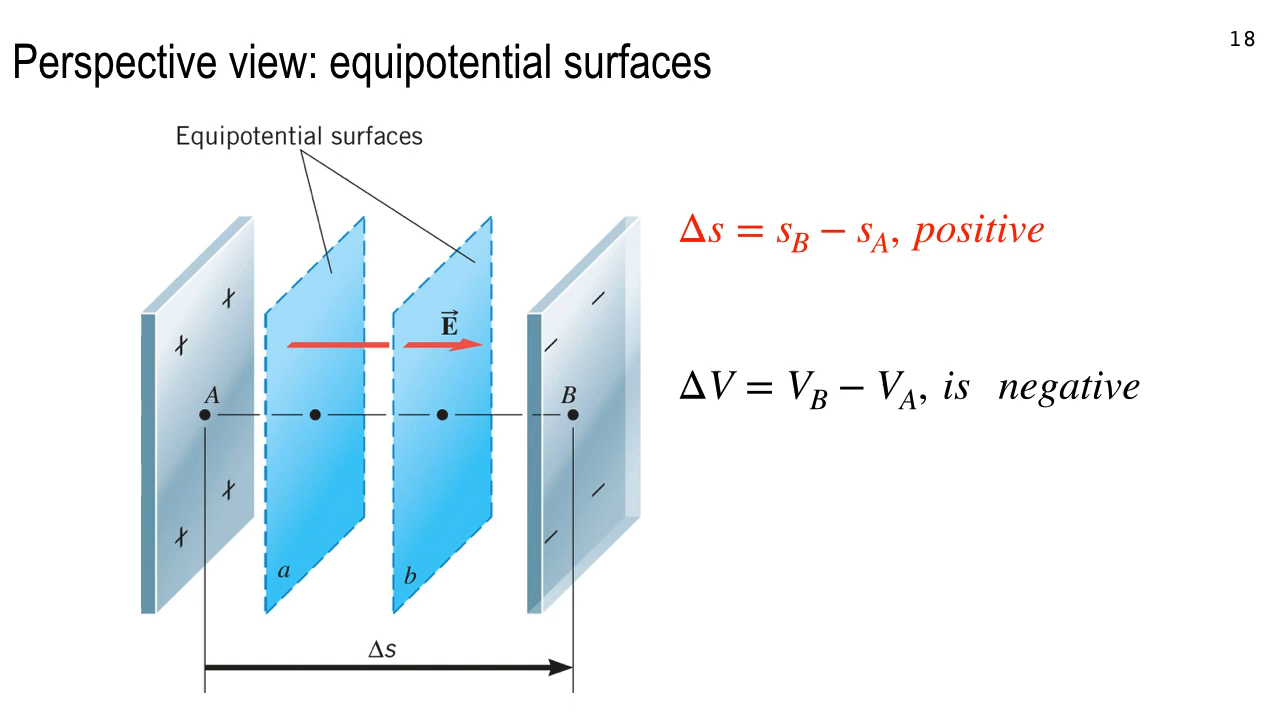 18
Perspective view: equipotential surfaces
Equipotential surfaces
Δs = s_B − s_A, positive
E⃗
ΔV = V_B − V_A, is negative
A
B
a
b
Δs